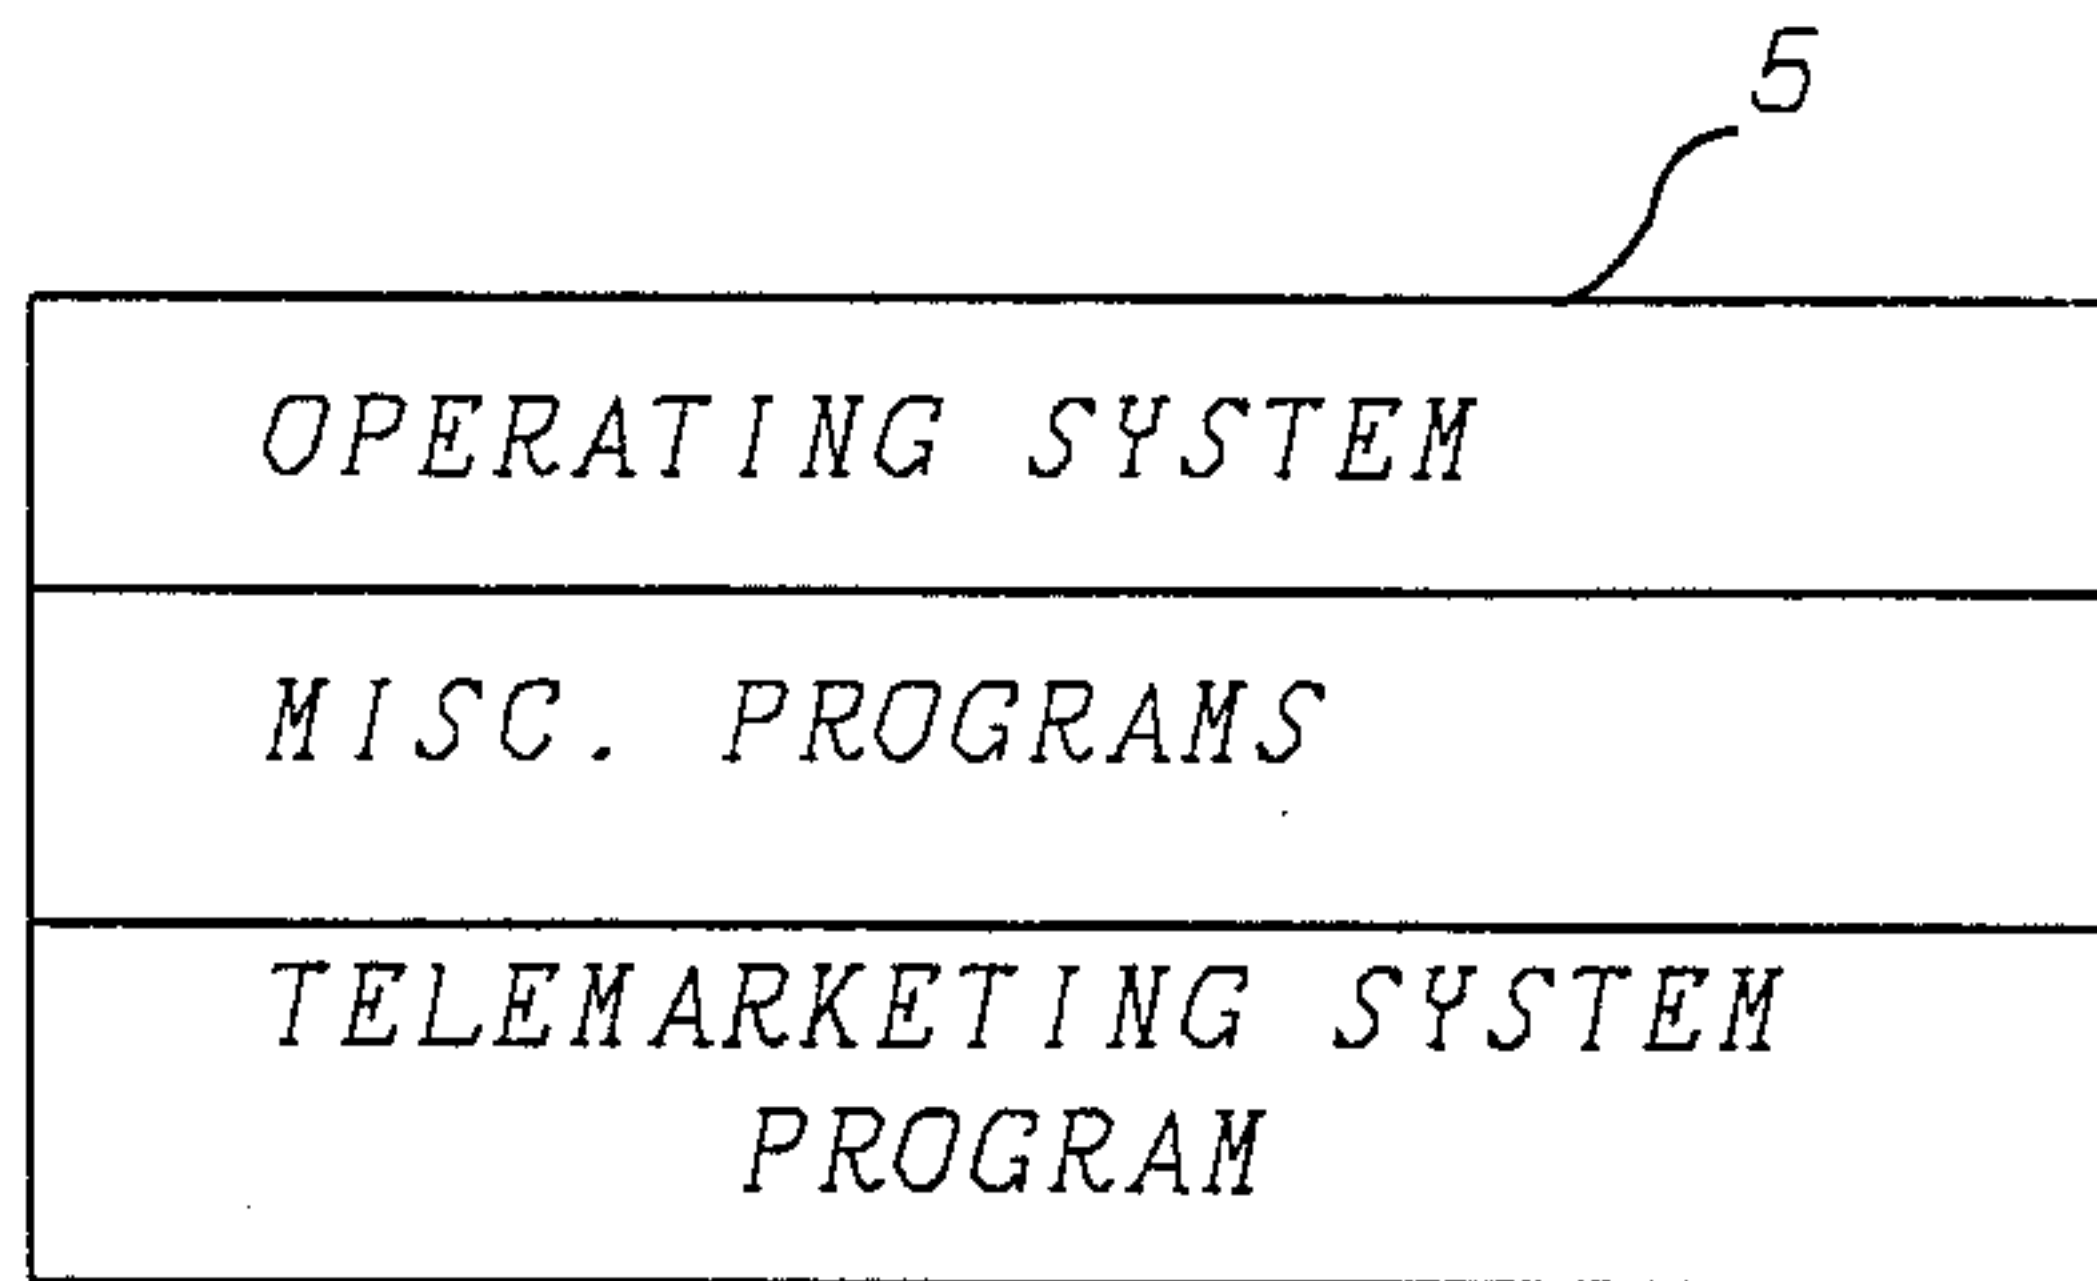 5
OPERATING SYSTEM
MISC. PROGRAMS
TELEMARKETING SYSTEM
PROGRAM